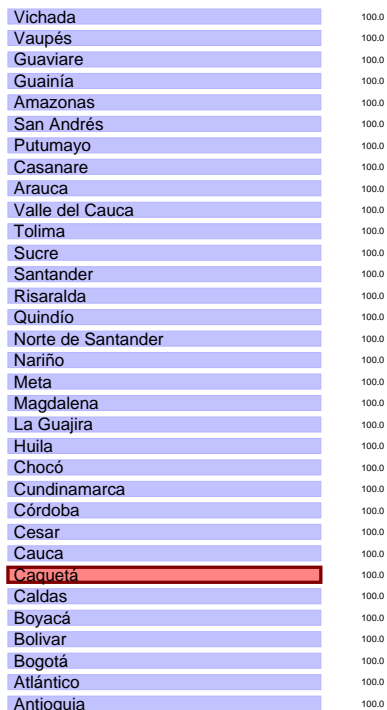 Vichada 100.0
Vaupés 100.0
Guaviare 100.0
Guainía 100.0
Amazonas 100.0
San Andrés 100.0
Putumayo 100.0
Casanare 100.0
Arauca 100.0
Valle del Cauca 100.0
Tolima 100.0
Sucre 100.0
Santander 100.0
Risaralda 100.0
Quindío 100.0
Norte de Santander 100.0
Nariño 100.0
Meta 100.0
Magdalena 100.0
La Guajira 100.0
Huila 100.0
Chocó 100.0
Cundinamarca 100.0
Córdoba 100.0
Cesar 100.0
Cauca 100.0
Caquetá 100.0
Caldas 100.0
Boyacá 100.0
Bolivar 100.0
Bogotá 100.0
Atlántico 100.0
Antioquia 100.0